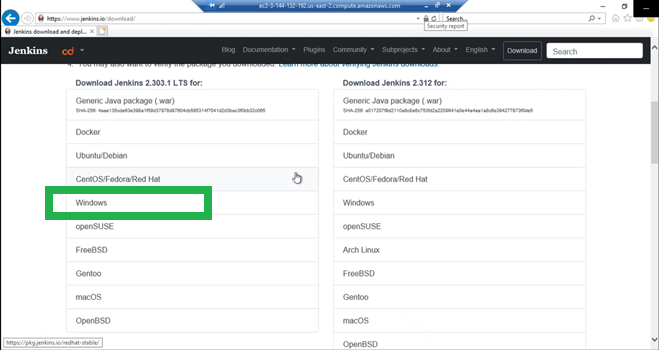 ec2-3-144-132-192.us-east-2.compute.amazonaws.com
https://www.jenkins.io/download/
Search...
Security report
Jenkins download and depl...
Jenkins
cd
Blog Documentation Plugins Community Subprojects About English Download Search
4. You may also want to verify the package you downloaded. Learn more about verifying Jenkins downloads.
Download Jenkins 2.303.1 LTS for:
Generic Java package (.war)
SHA-256:
Docker
Ubuntu/Debian
CentOS/Fedora/Red Hat
Windows
openSUSE
FreeBSD
Gentoo
macOS
OpenBSD
Download Jenkins 2.312 for:
Generic Java package (.war)
SHA-256:
Docker
Ubuntu/Debian
CentOS/Fedora/Red Hat
Windows
openSUSE
Arch Linux
FreeBSD
Gentoo
macOS
OpenBSD
https://pkg.jenkins.io/redhat-stable/